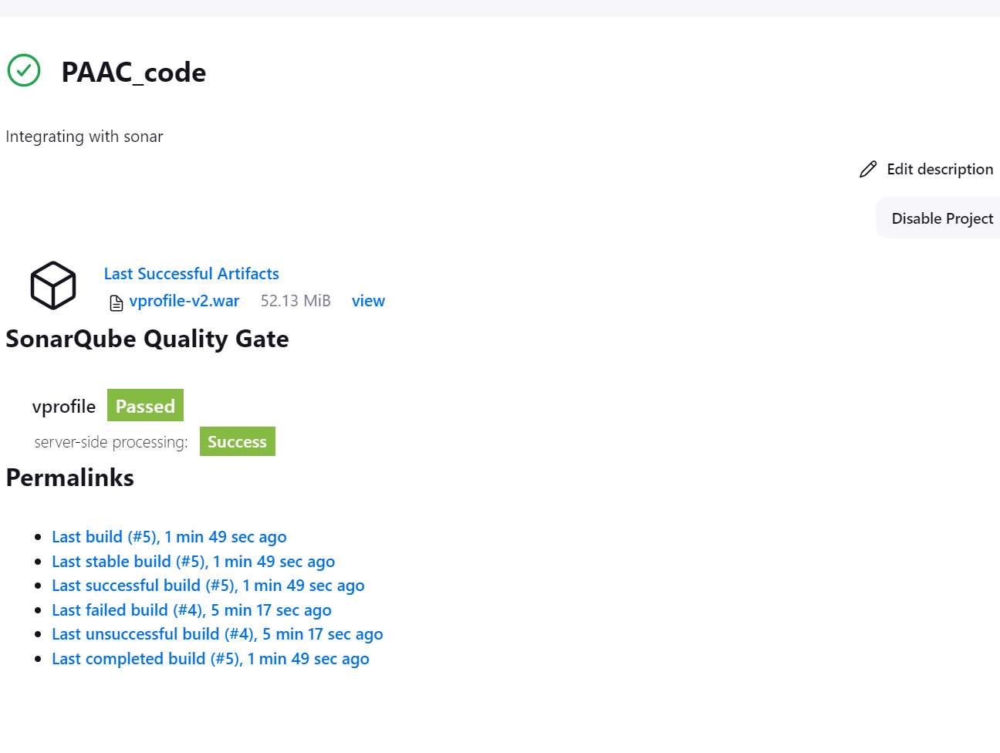 PAAC_code
Integrating with sonar
Edit description
Disable Project
Last Successful Artifacts
vprofile-v2.war 52.13 MiB view
SonarQube Quality Gate
vprofile Passed
server-side processing: Success
Permalinks
Last build (#5), 1 min 49 sec ago
Last stable build (#5), 1 min 49 sec ago
Last successful build (#5), 1 min 49 sec ago
Last failed build (#4), 5 min 17 sec ago
Last unsuccessful build (#4), 5 min 17 sec ago
Last completed build (#5), 1 min 49 sec ago